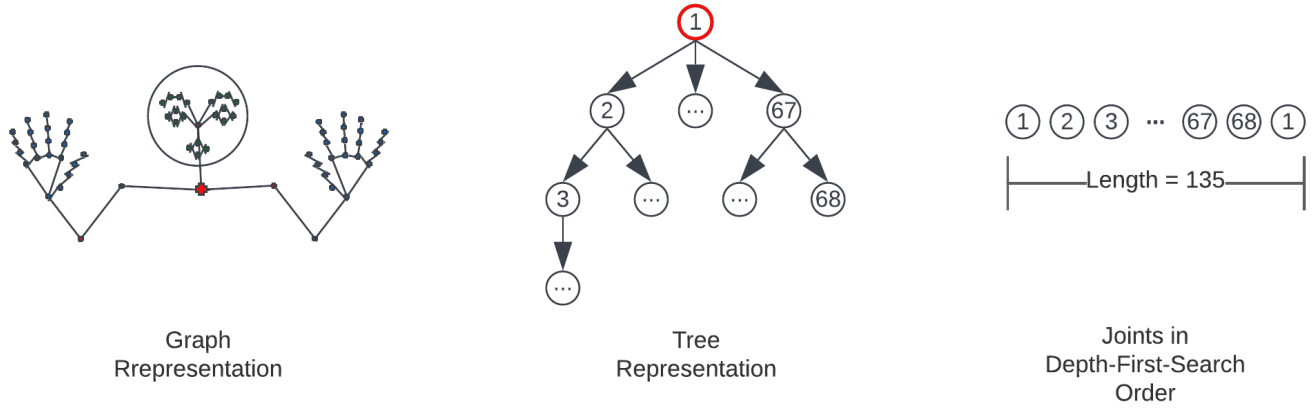 1
2
...
67
3
...
...
68
...
1 2 3 ... 67 68 1
Length = 135
Graph
Rrepresentation
Tree
Representation
Joints in
Depth-First-Search
Order